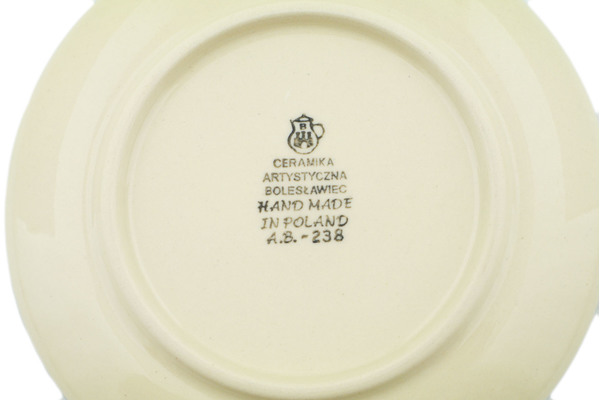 B
CERAMIKA
ARTYSTYCZNA
BOLESŁAWIEC
HAND MADE
IN POLAND
A.B.-238